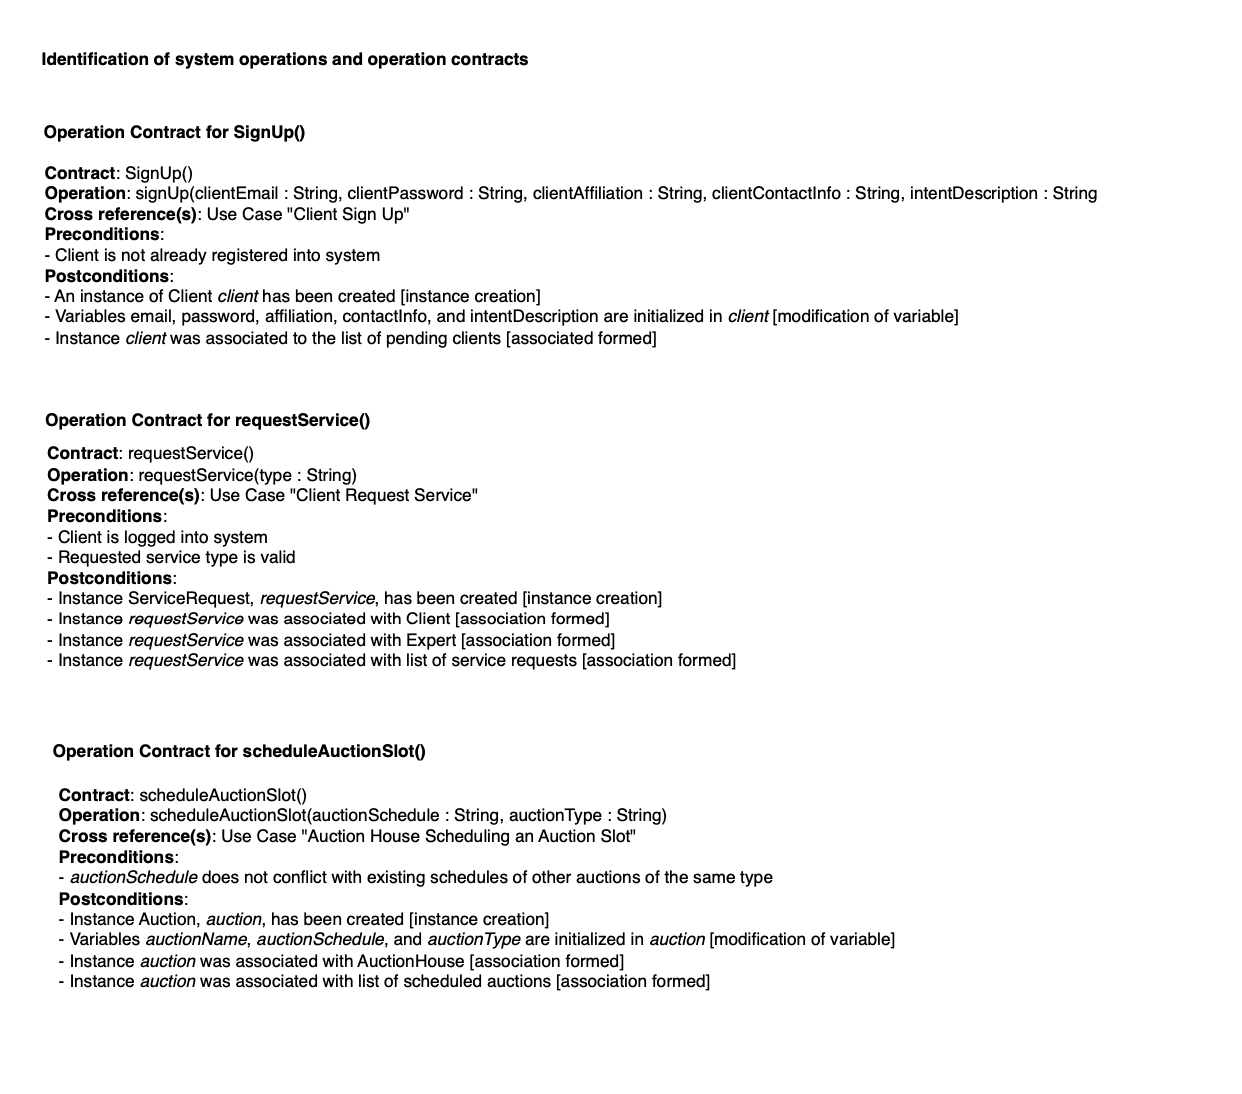 Identification of system operations and operation contracts
Operation Contract for SignUp()
Contract: SignUp()
Operation: signUp(clientEmail : String, clientPassword : String, clientAffiliation : String, clientContactInfo : String, intentDescription : String
Cross reference(s): Use Case "Client Sign Up"
Preconditions:
- Client is not already registered into system
Postconditions:
- An instance of Client client has been created [instance creation]
- Variables email, password, affiliation, contactInfo, and intentDescription are initialized in client [modification of variable]
- Instance client was associated to the list of pending clients [associated formed]
Operation Contract for requestService()
Contract: requestService()
Operation: requestService(type : String)
Cross reference(s): Use Case "Client Request Service"
Preconditions:
- Client is logged into system
- Requested service type is valid
Postconditions:
- Instance ServiceRequest, requestService, has been created [instance creation]
- Instance requestService was associated with Client [association formed]
- Instance requestService was associated with Expert [association formed]
- Instance requestService was associated with list of service requests [association formed]
Operation Contract for scheduleAuctionSlot()
Contract: scheduleAuctionSlot()
Operation: scheduleAuctionSlot(auctionSchedule : String, auctionType : String)
Cross reference(s): Use Case "Auction House Scheduling an Auction Slot"
Preconditions:
- auctionSchedule does not conflict with existing schedules of other auctions of the same type
Postconditions:
- Instance Auction, auction, has been created [instance creation]
- Variables auctionName, auctionSchedule, and auctionType are initialized in auction [modification of variable]
- Instance auction was associated with AuctionHouse [association formed]
- Instance auction was associated with list of scheduled auctions [association formed]